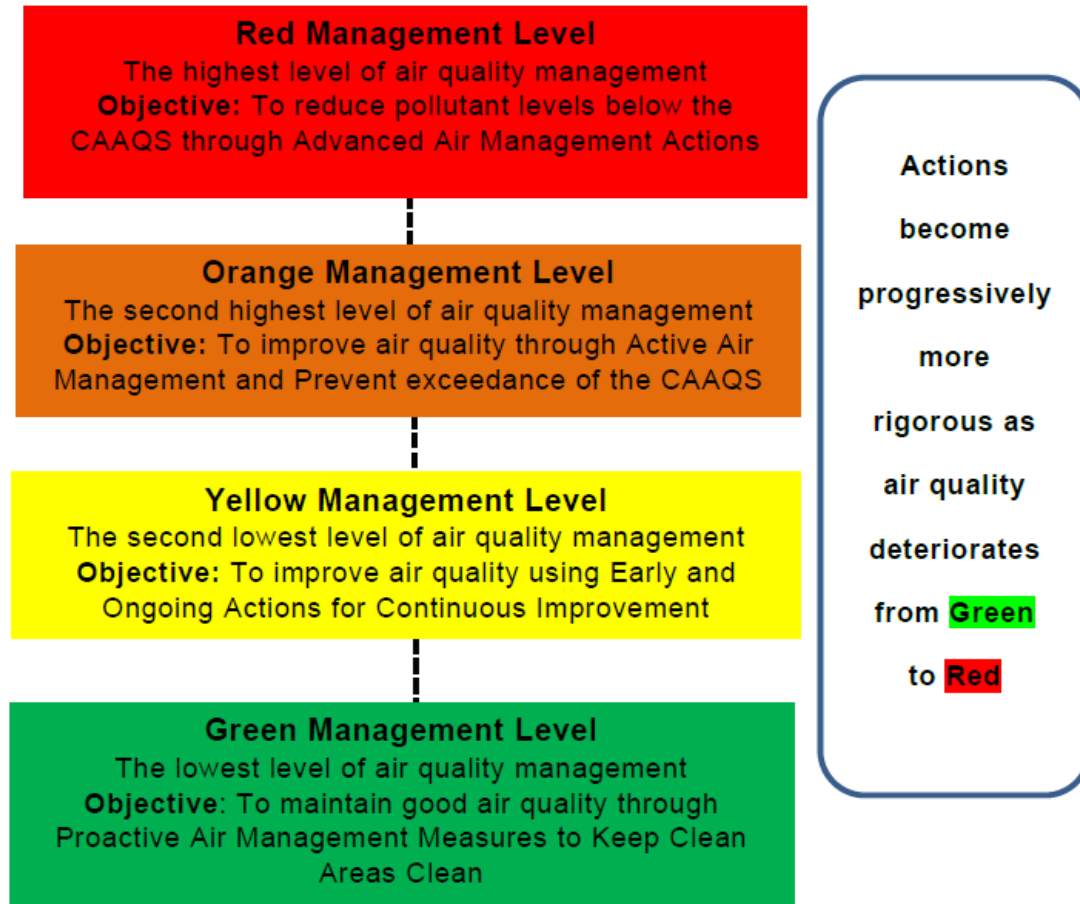 Red Management Level
The highest level of air quality management
Objective: To reduce pollutant levels below the
CAAQS through Advanced Air Management Actions
Orange Management Level
The second highest level of air quality management
Objective: To improve air quality through Active Air
Management and Prevent exceedance of the CAAQS
Yellow Management Level
The second lowest level of air quality management
Objective: To improve air quality using Early and
Ongoing Actions for Continuous Improvement
Green Management Level
The lowest level of air quality management
Objective: To maintain good air quality through
Proactive Air Management Measures to Keep Clean
Areas Clean
Actions
become
progressively
more
rigorous as
air quality
deteriorates
from Green
to Red